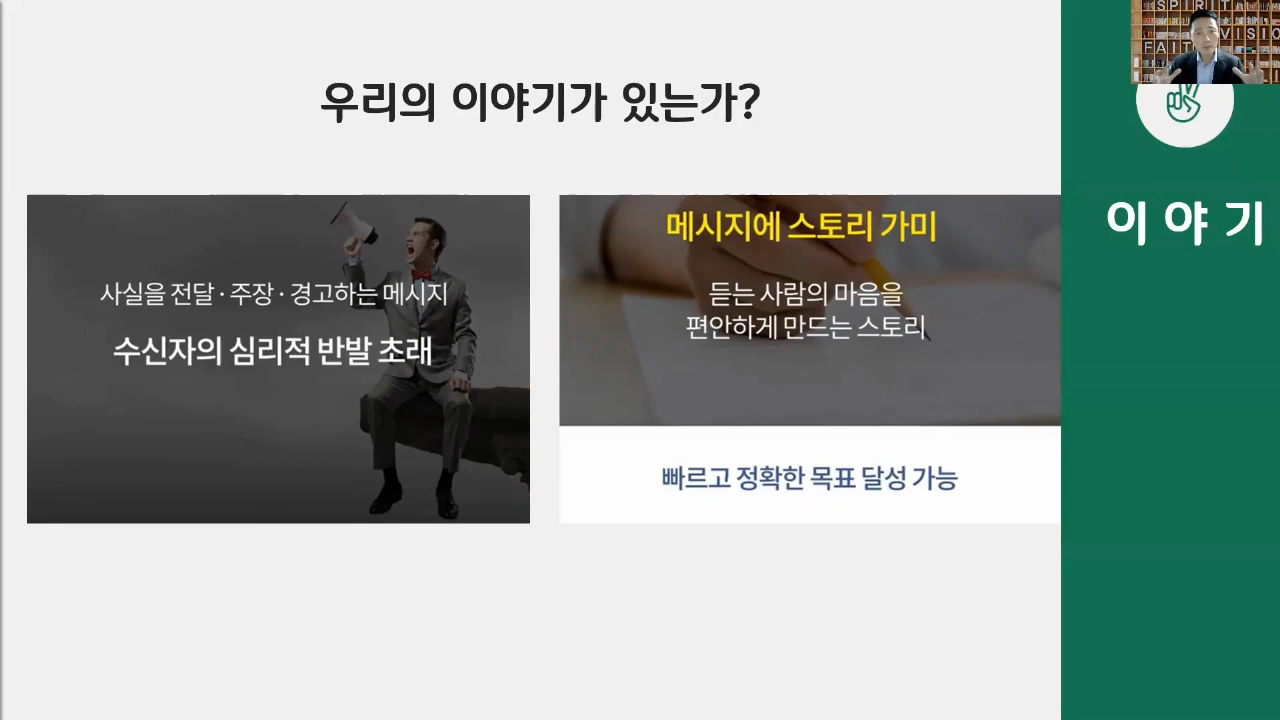 우리의 이야기가 있는가?
사실을 전달 · 주장 · 경고하는 메시지
수신자의 심리적 반발 초래
메시지에 스토리 가미
듣는 사람의 마음을
편안하게 만드는 스토리
빠르고 정확한 목표 달성 가능
SPIRIT
VISIO
FAIT
이야기